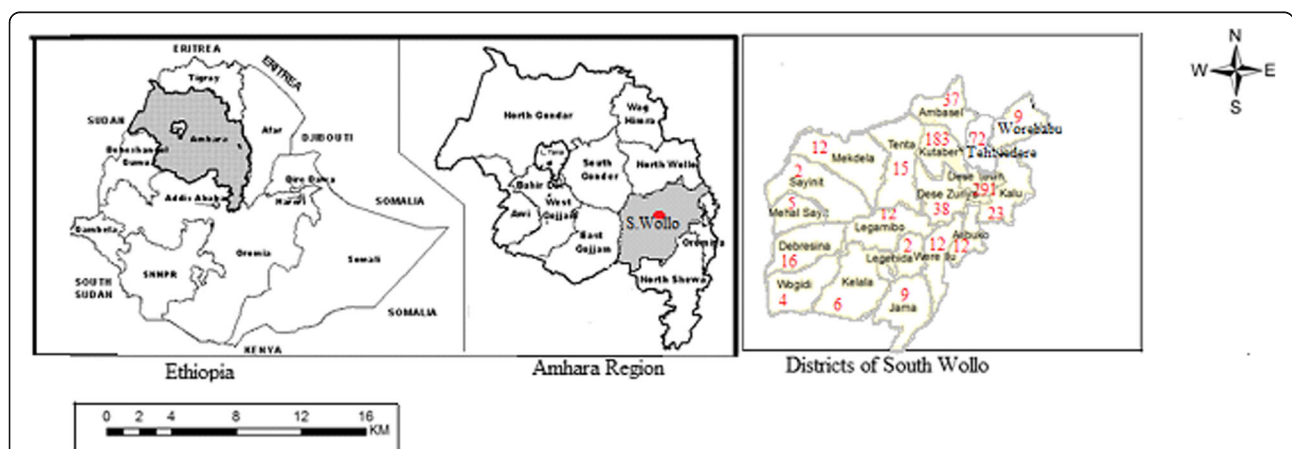 ERITREA
Tigray
ERITREA
SUDAN
Amhara
Afar
DJIBOUTI
Gumuz
Dire Dawa
Addis Ababa
Harari
SOMALIA
Gambella
Oromia
Somali
SNNPR
SOUTH
SUDAN
SOMALIA
KENYA
Ethiopia
North Gondar
Wag
Himra
South
Gondar
North Wollo
Bahir Dar
West
Gojjam
Awi
East
Gojjam
S.Wollo
Oromia
North Shewa
Amhara Region
N
W
E
S
37
Ambasel
9
Worebabu
183
Kutaber
72
Tehuledere
Tenta
15
12
Mekdela
2
Sayinit
5
Mehal Sayit
Dese Town
291
Kalu
23
Dese Zuriya
38
12
Legambo
Debresina
16
2
Legehida
12
Were Ilu
Albuko
12
Wogidi
4
Kelala
6
9
Jama
Districts of South Wollo
0 2 4 8 12 16
KM